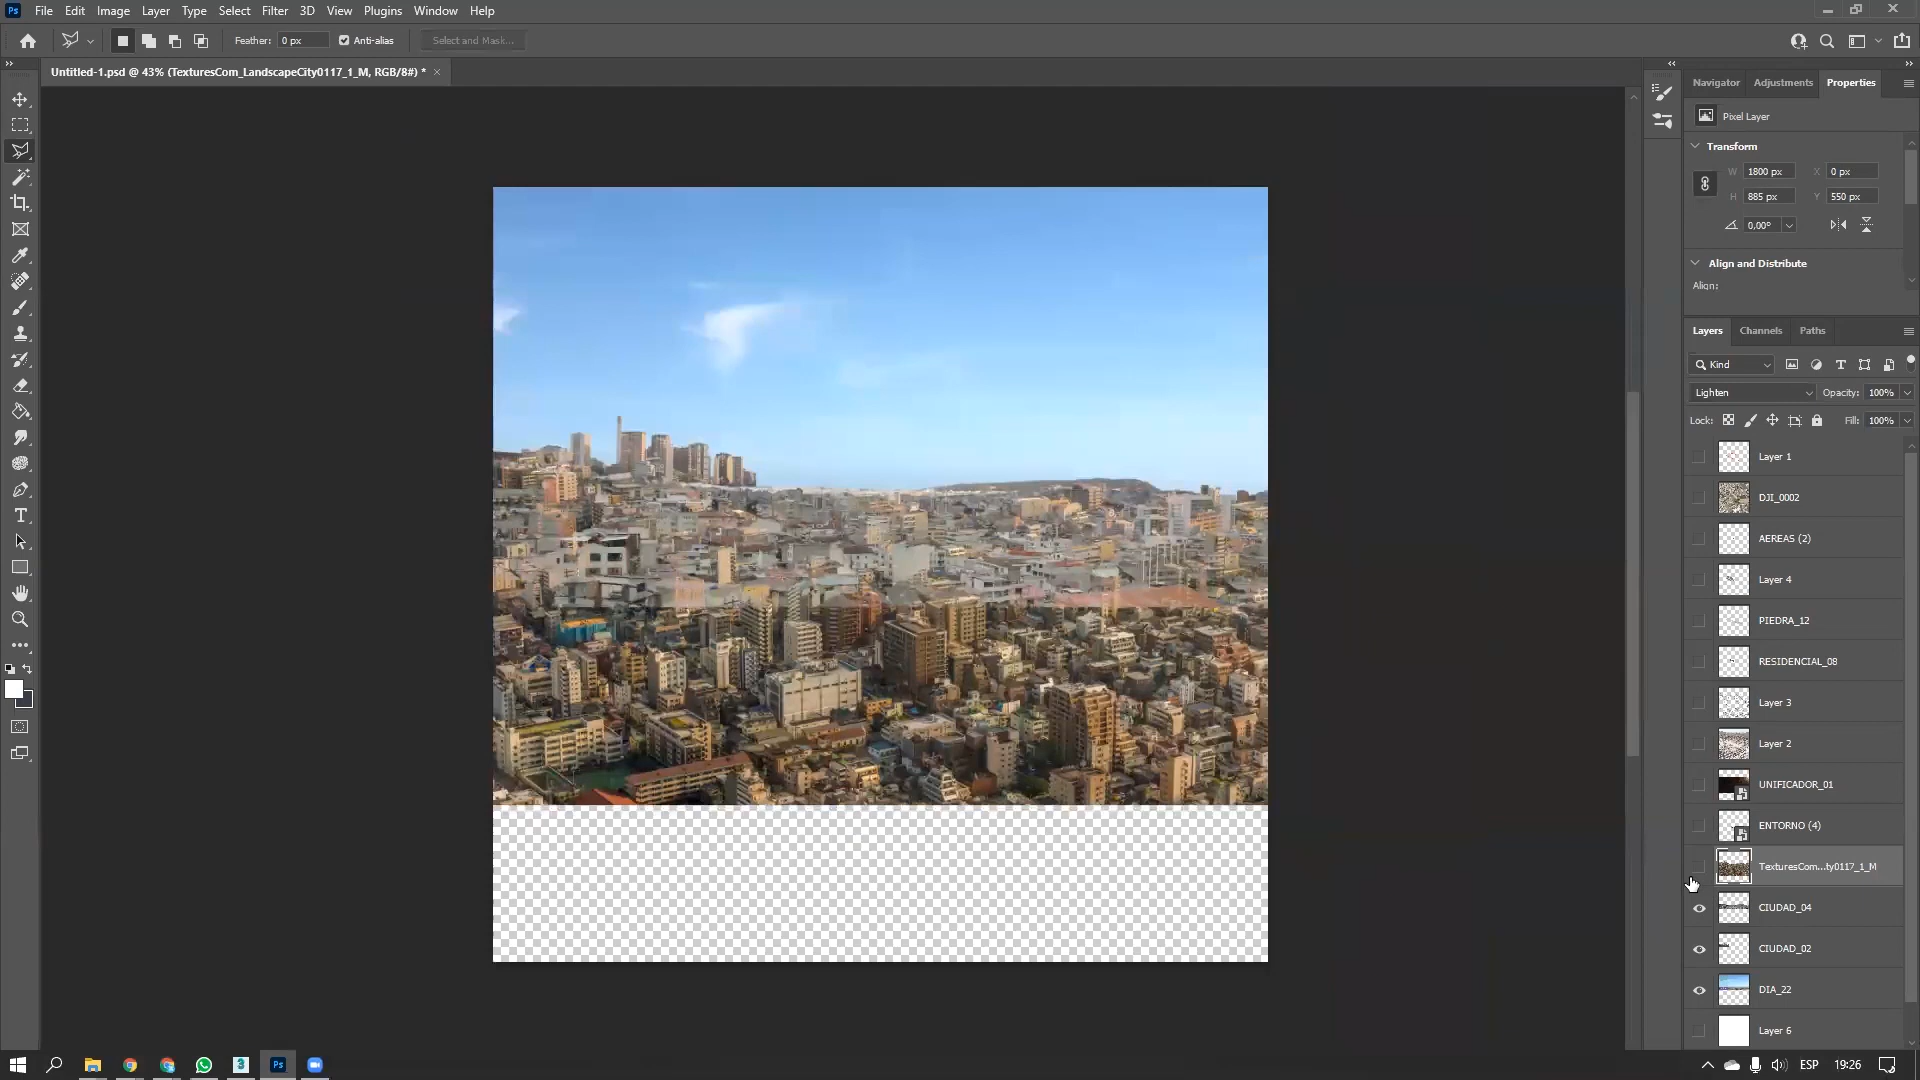 Ps File Edit Image Layer Type Select Filter 3D View Plugins Window Help
Feather: 0 px Anti-alias Select and Mask...
Untitled-1.psd @ 43% (TexturesCom_LandscapeCity0117_1_M, RGB/8#) *
Navigator Adjustments Properties
Pixel Layer
Transform
W 1800 px X 0 px
H 885 px Y 550 px
0,00°
Align and Distribute
Align:
Layers Channels Paths
Kind
Lighten Opacity: 100%
Lock: Fill: 100%
Layer 1
DJI_0002
AEREAS (2)
Layer 4
PIEDRA_12
RESIDENCIAL_08
Layer 3
Layer 2
UNIFICADOR_01
ENTORNO (4)
TexturesCom...ty0117_1_M
CIUDAD_04
CIUDAD_02
DIA_22
Layer 6
3 Ps ESP 19:26